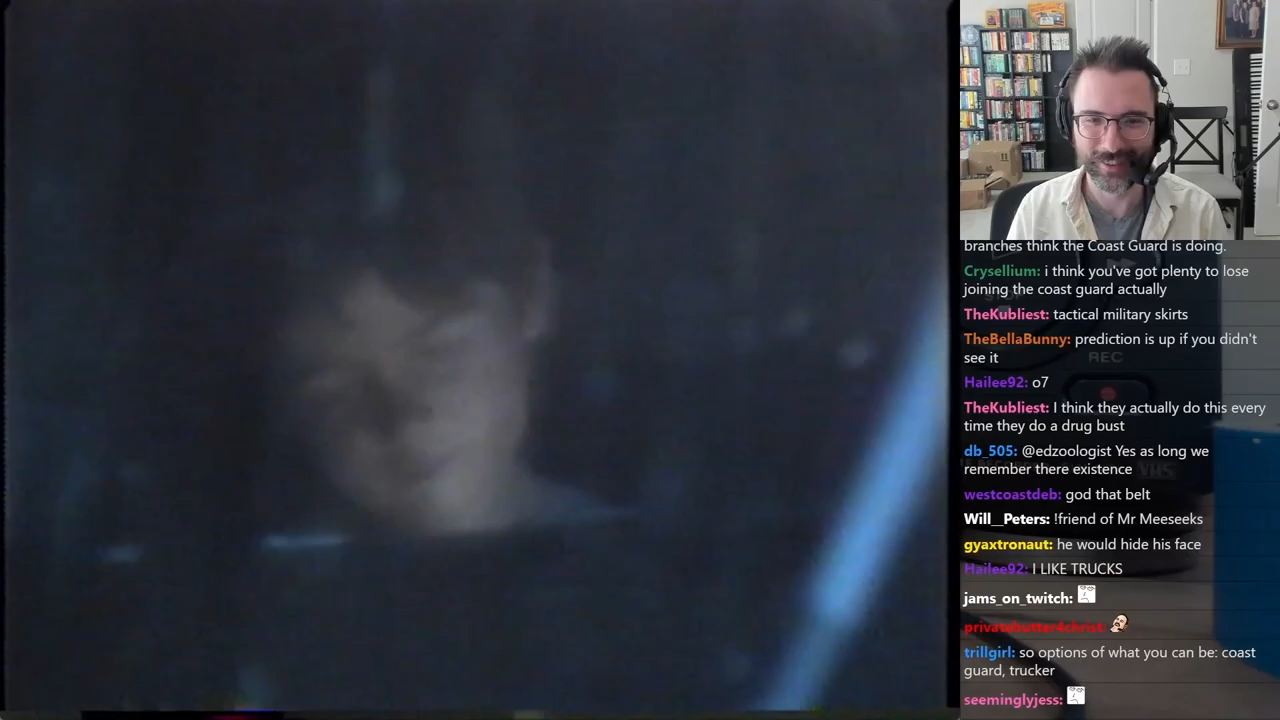 branches think the Coast Guard is doing.
Crysellium: i think you've got plenty to lose
joining the coast guard actually
TheKubliest: tactical military skirts
TheBellaBunny: prediction is up if you didn't
see it
REC
Hailee92: o7
TheKubliest: I think they actually do this every
time they do a drug bust
db_505: @edzoologist Yes as long we
remember there existence
VHS
westcoastdeb: god that belt
Will__Peters: !friend of Mr Meeseeks
gyaxtronaut: he would hide his face
Hailee92: I LIKE TRUCKS
jams_on_twitch:
privatebutter4christ:
trillgirl: so options of what you can be: coast
guard, trucker
seeminglyjess: